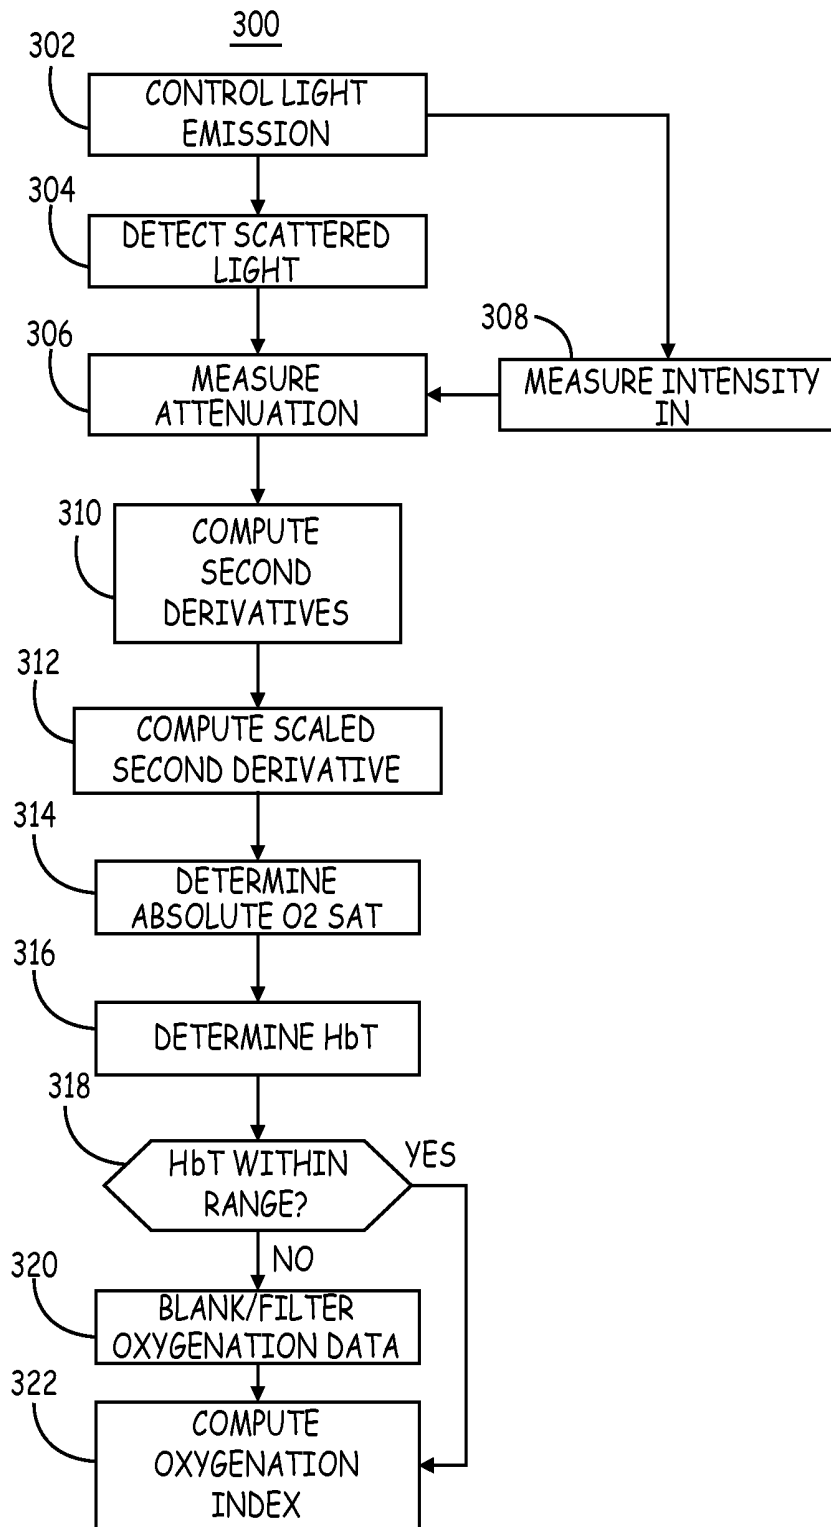 300
302
CONTROL LIGHT
EMISSION
304
DETECT SCATTERED
LIGHT
306
MEASURE
ATTENUATION
308
MEASURE INTENSITY
IN
310
COMPUTE
SECOND
DERIVATIVES
312
COMPUTE SCALED
SECOND DERIVATIVE
314
DETERMINE
ABSOLUTE O2 SAT
316
DETERMINE HbT
318
HbT WITHIN
RANGE?
YES
NO
320
BLANK/FILTER
OXYGENATION DATA
322
COMPUTE
OXYGENATION
INDEX